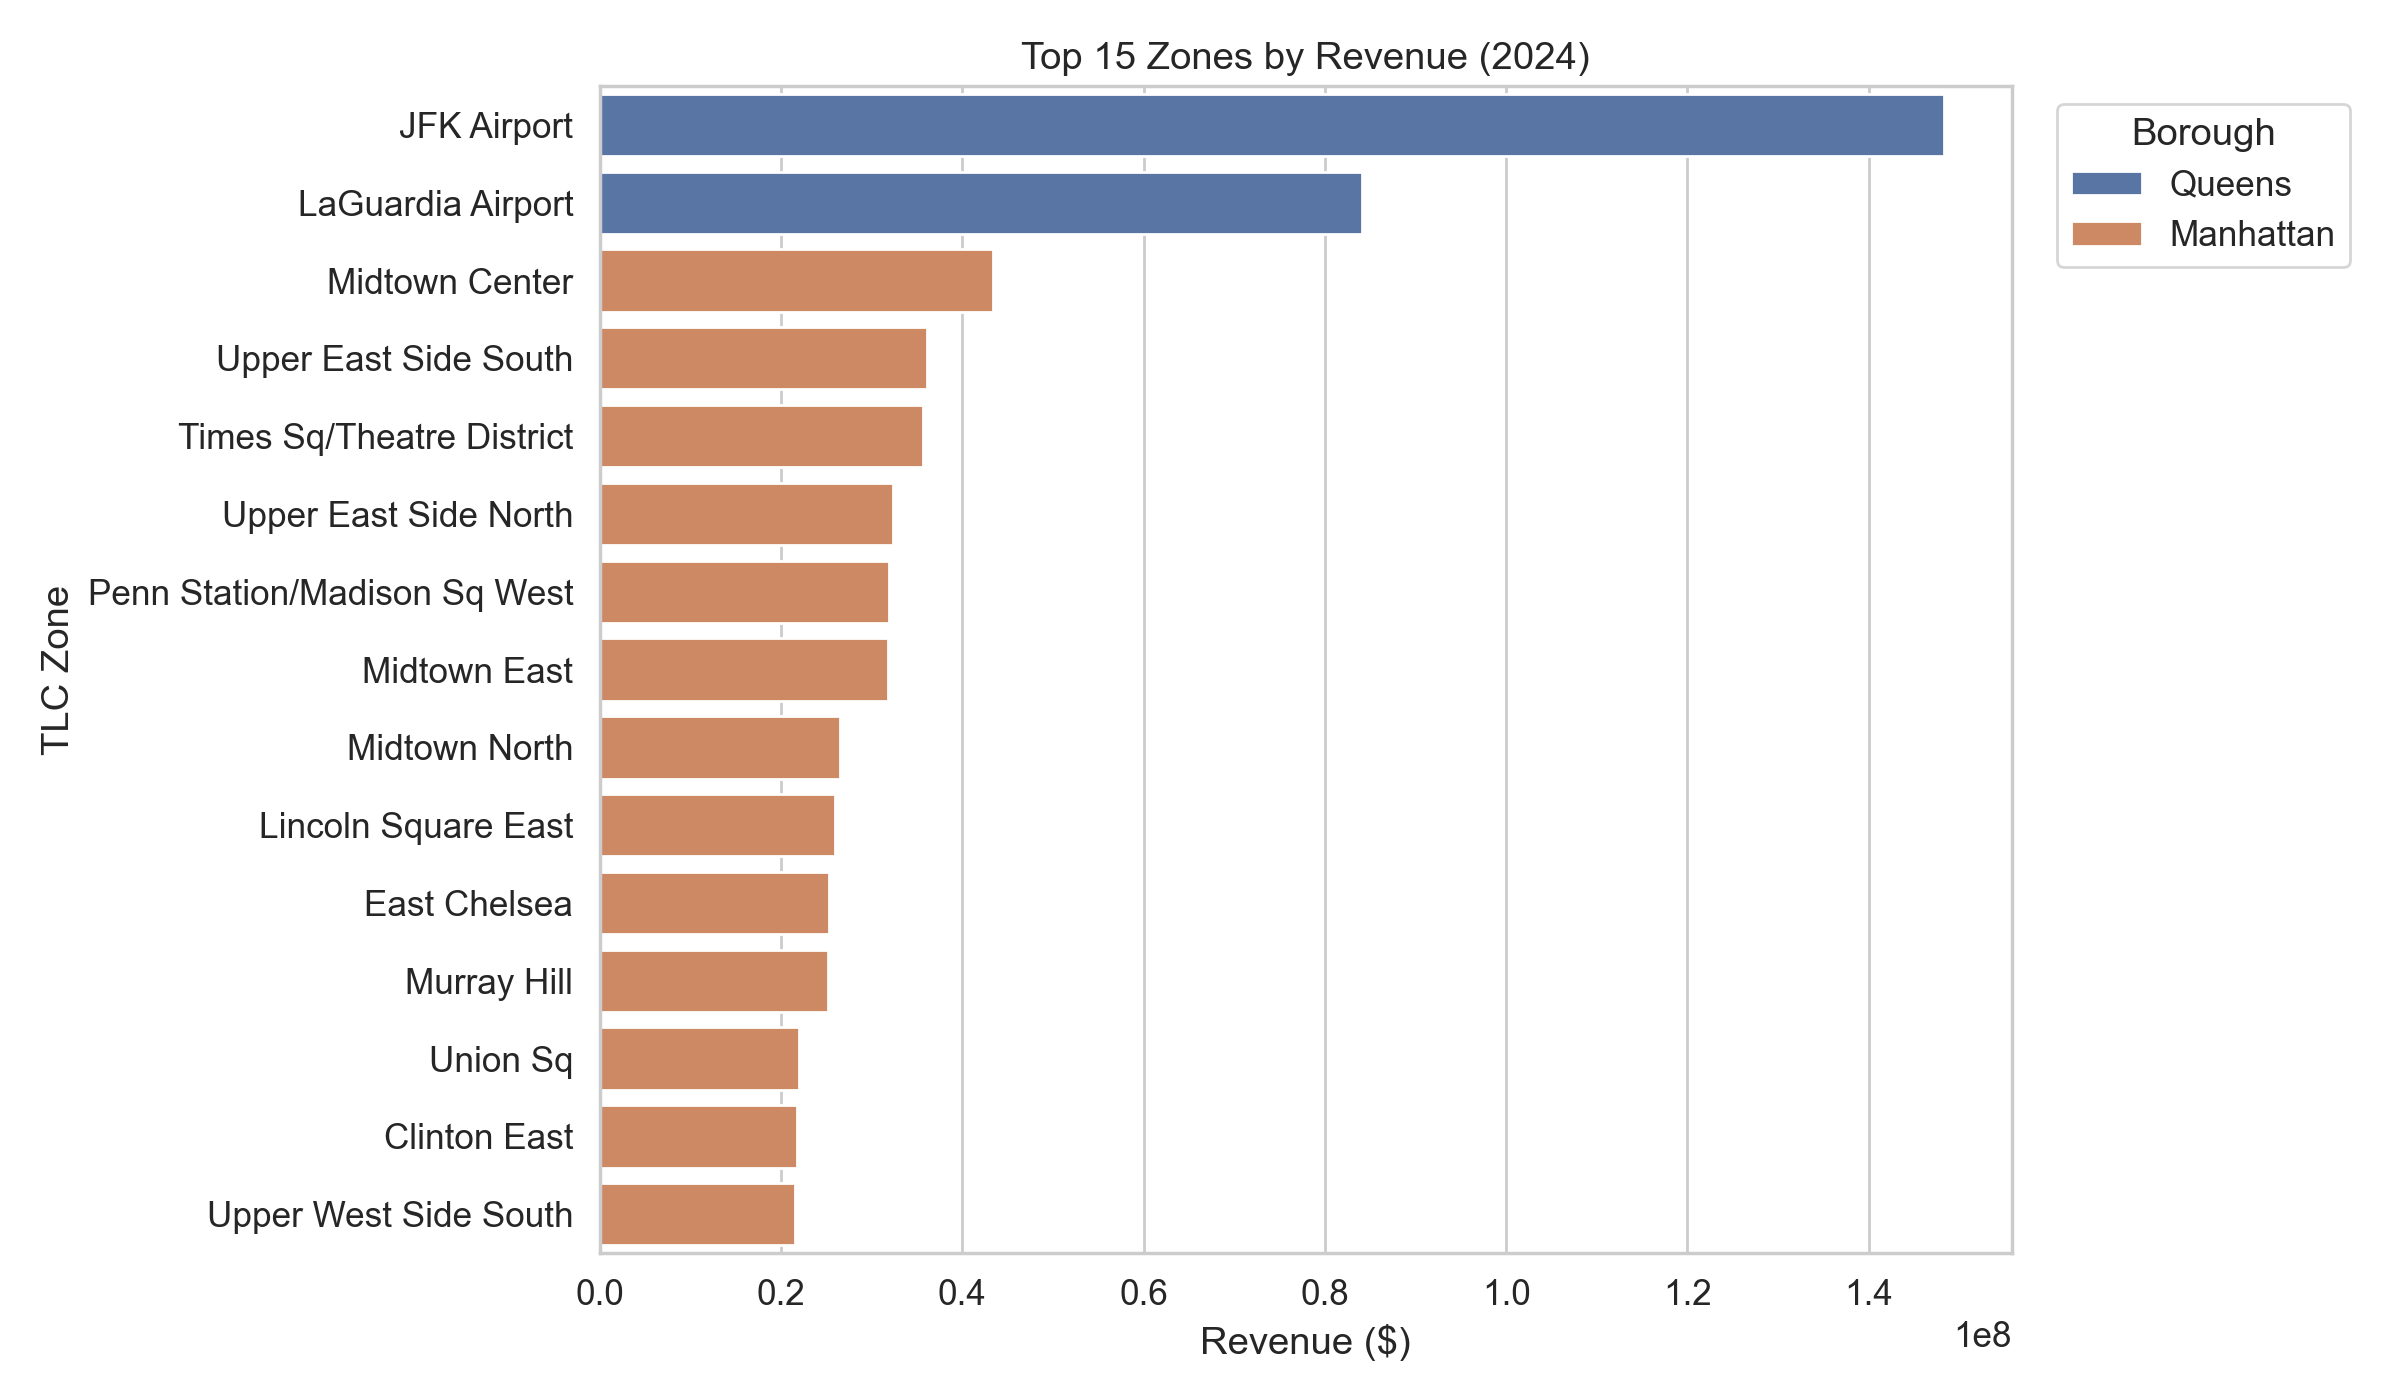 Top 15 Zones by Revenue (2024)
JFK Airport
LaGuardia Airport
Midtown Center
Upper East Side South
Times Sq/Theatre District
Upper East Side North
Penn Station/Madison Sq West
Midtown East
Midtown North
Lincoln Square East
East Chelsea
Murray Hill
Union Sq
Clinton East
Upper West Side South
TLC Zone
0.0 0.2 0.4 0.6 0.8 1.0 1.2 1.4
1e8
Revenue ($)
Borough
Queens
Manhattan